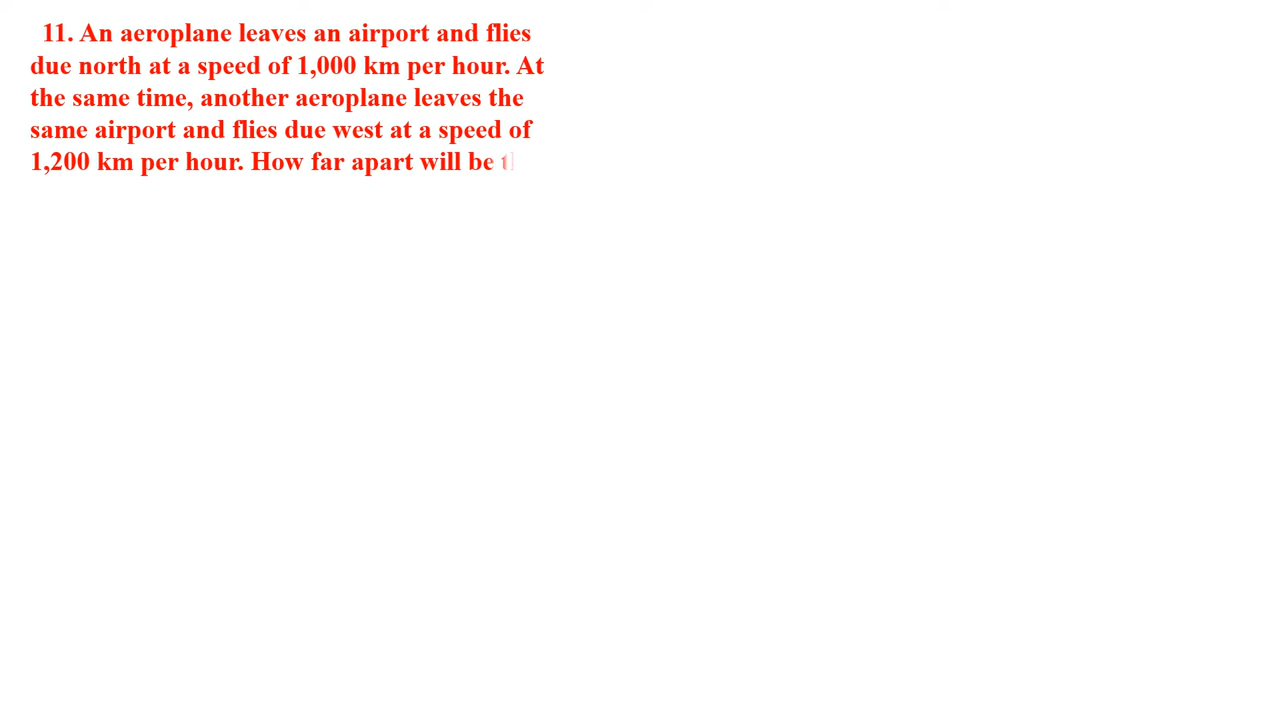 11. An aeroplane leaves an airport and flies
due north at a speed of 1,000 km per hour. At
the same time, another aeroplane leaves the
same airport and flies due west at a speed of
1,200 km per hour. How far apart will be